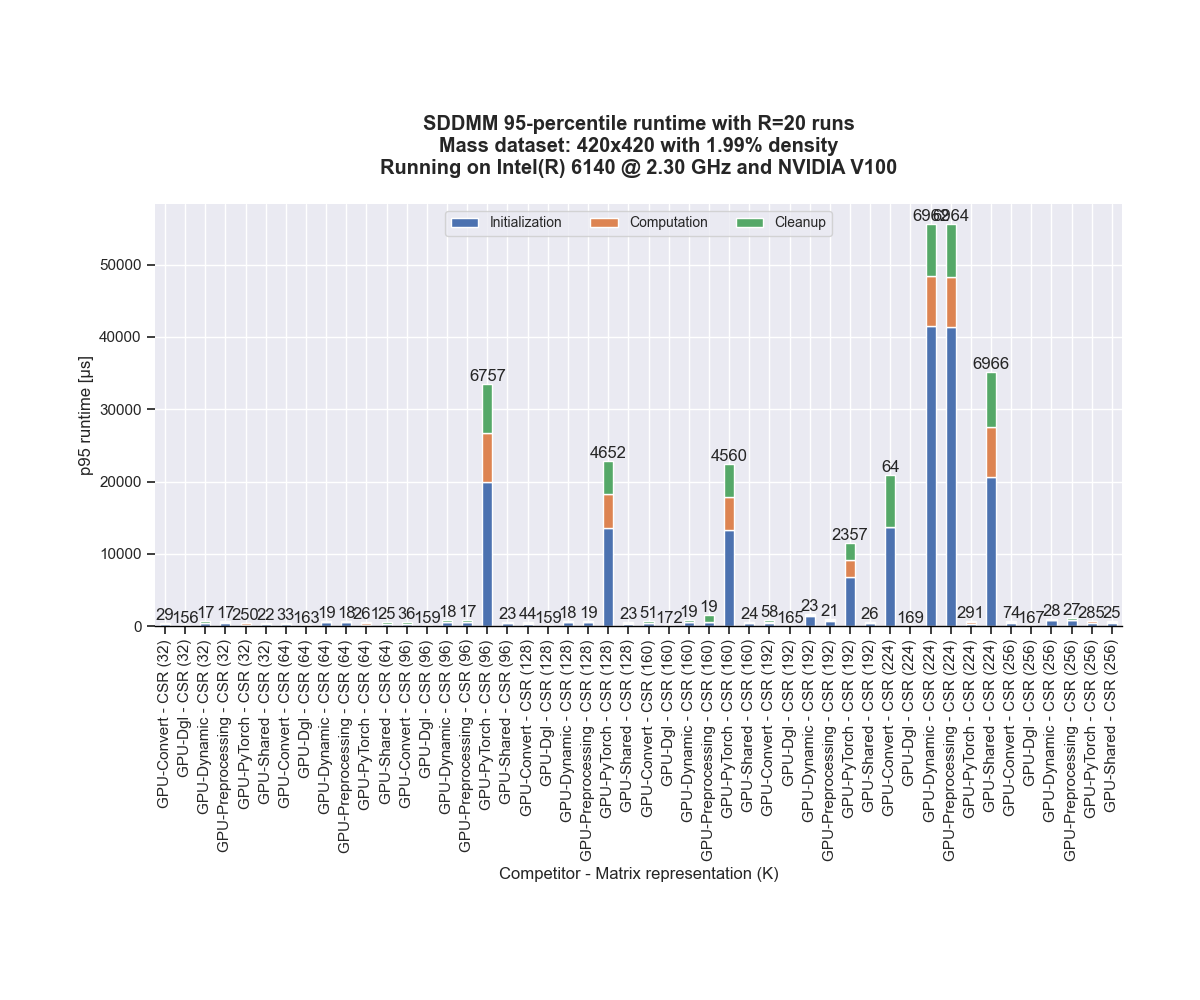 SDDMM 95-percentile runtime with R=20 runs
Mass dataset: 420x420 with 1.99% density
Running on Intel(R) 6140 @ 2.30 GHz and NVIDIA V100
Initialization
Computation
Cleanup
p95 runtime [µs]
50000
40000
30000
20000
10000
0
29
156
17
17
250
22
33
163
19
18
261
25
36
159
18
17
6757
23
44
159
18
19
4652
23
51
172
19
19
4560
24
58
165
23
21
2357
26
64
169
6962
6964
291
6966
74
167
28
27
285
25
GPU-Convert - CSR (32)
GPU-Dgl - CSR (32)
GPU-Dynamic - CSR (32)
GPU-Preprocessing - CSR (32)
GPU-PyTorch - CSR (32)
GPU-Shared - CSR (32)
GPU-Convert - CSR (64)
GPU-Dgl - CSR (64)
GPU-Dynamic - CSR (64)
GPU-Preprocessing - CSR (64)
GPU-PyTorch - CSR (64)
GPU-Shared - CSR (64)
GPU-Convert - CSR (96)
GPU-Dgl - CSR (96)
GPU-Dynamic - CSR (96)
GPU-Preprocessing - CSR (96)
GPU-PyTorch - CSR (96)
GPU-Shared - CSR (96)
GPU-Convert - CSR (128)
GPU-Dgl - CSR (128)
GPU-Dynamic - CSR (128)
GPU-Preprocessing - CSR (128)
GPU-PyTorch - CSR (128)
GPU-Shared - CSR (128)
GPU-Convert - CSR (160)
GPU-Dgl - CSR (160)
GPU-Dynamic - CSR (160)
GPU-Preprocessing - CSR (160)
GPU-PyTorch - CSR (160)
GPU-Shared - CSR (160)
GPU-Convert - CSR (192)
GPU-Dgl - CSR (192)
GPU-Dynamic - CSR (192)
GPU-Preprocessing - CSR (192)
GPU-PyTorch - CSR (192)
GPU-Shared - CSR (192)
GPU-Convert - CSR (224)
GPU-Dgl - CSR (224)
GPU-Dynamic - CSR (224)
GPU-Preprocessing - CSR (224)
GPU-PyTorch - CSR (224)
GPU-Shared - CSR (224)
GPU-Convert - CSR (256)
GPU-Dgl - CSR (256)
GPU-Dynamic - CSR (256)
GPU-Preprocessing - CSR (256)
GPU-PyTorch - CSR (256)
GPU-Shared - CSR (256)
Competitor - Matrix representation (K)